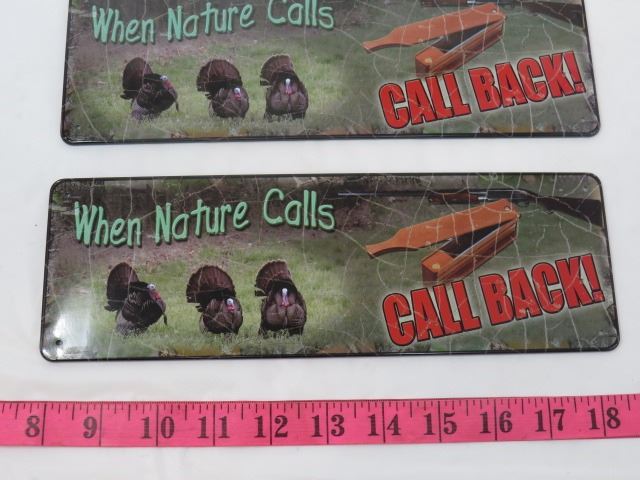 When Nature Calls
CALL BACK!
When Nature Calls
CALL BACK!
8 9 10 11 12 13 14 15 16 17 18